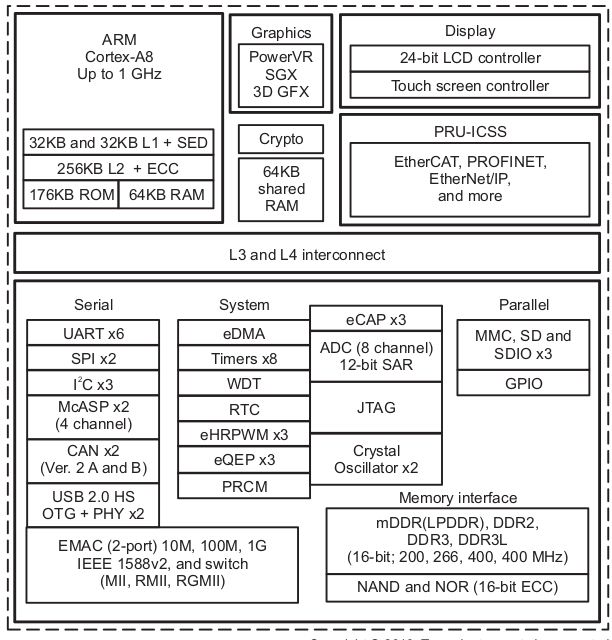 ARM
Cortex-A8
Up to 1 GHz
32KB and 32KB L1 + SED
256KB L2 + ECC
176KB ROM
64KB RAM
Graphics
PowerVR
SGX
3D GFX
Crypto
64KB
shared
RAM
Display
24-bit LCD controller
Touch screen controller
PRU-ICSS
EtherCAT, PROFINET,
EtherNet/IP,
and more
L3 and L4 interconnect
Serial
UART x6
SPI x2
I²C x3
McASP x2
(4 channel)
CAN x2
(Ver. 2 A and B)
USB 2.0 HS
OTG + PHY x2
EMAC (2-port) 10M, 100M, 1G
IEEE 1588v2, and switch
(MII, RMII, RGMII)
System
eDMA
Timers x8
WDT
RTC
eHRPWM x3
eQEP x3
PRCM
eCAP x3
ADC (8 channel)
12-bit SAR
JTAG
Crystal
Oscillator x2
Parallel
MMC, SD and
SDIO x3
GPIO
Memory interface
mDDR(LPDDR), DDR2,
DDR3, DDR3L
(16-bit; 200, 266, 400, 400 MHz)
NAND and NOR (16-bit ECC)